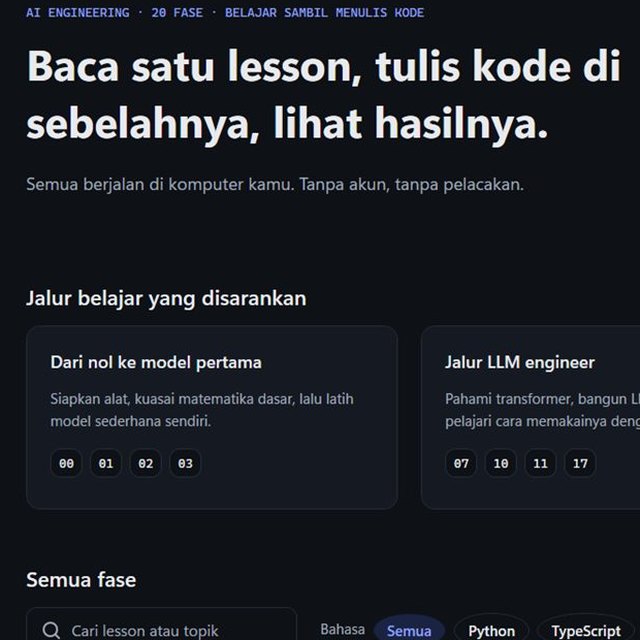 AI ENGINEERING · 20 FASE · BELAJAR SAMBIL MENULIS KODE
Baca satu lesson, tulis kode di
sebelahnya, lihat hasilnya.
Semua berjalan di komputer kamu. Tanpa akun, tanpa pelacakan.
Jalur belajar yang disarankan
Dari nol ke model pertama
Siapkan alat, kuasai matematika dasar, lalu latih
model sederhana sendiri.
00 01 02 03
Jalur LLM engineer
Pahami transformer, bangun
pelajari cara memakainya
07 10 11 17
Semua fase
Cari lesson atau topik
Bahasa Semua Python TypeScript